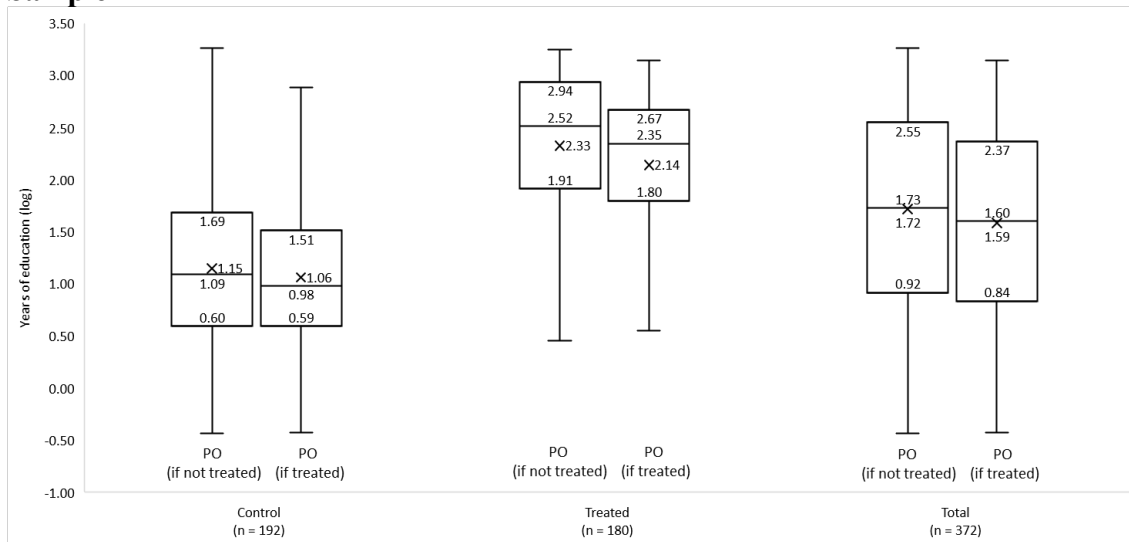 3.50
3.00
2.50
2.00
1.50
1.00
0.50
0.00
-0.50
-1.00
Years of education (log)
1.69
1.15
1.09
0.60
1.51
1.06
0.98
0.59
2.94
2.52
2.33
1.91
2.67
2.35
2.14
1.80
2.55
1.73
1.72
0.92
2.37
1.60
1.59
0.84
PO
(if not treated)
PO
(if treated)
PO
(if not treated)
PO
(if treated)
PO
(if not treated)
PO
(if treated)
Control
(n = 192)
Treated
(n = 180)
Total
(n = 372)